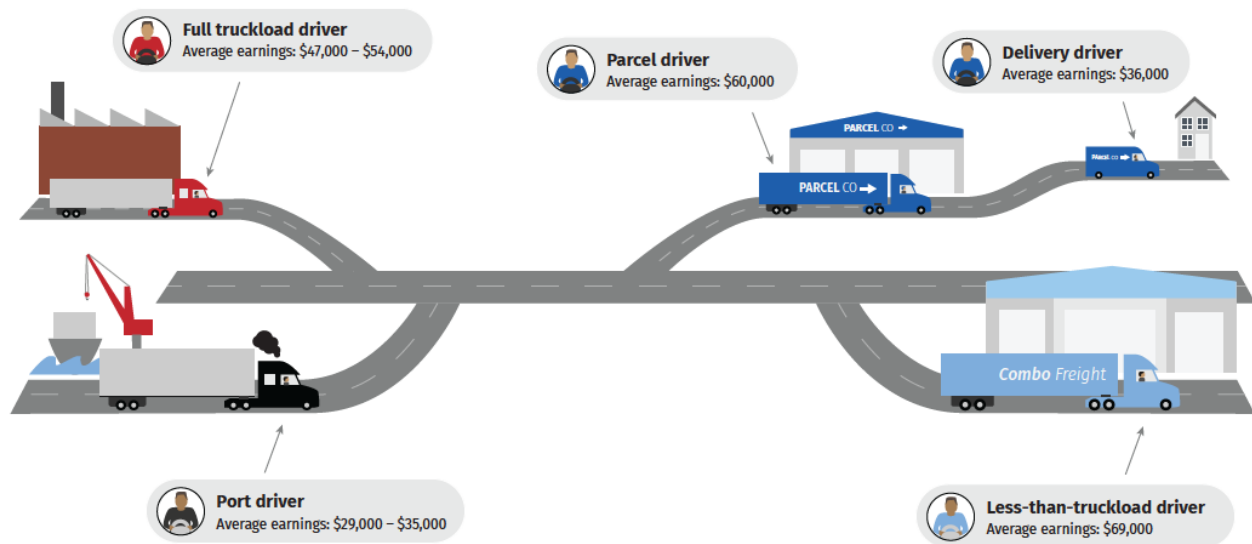 Full truckload driver
Average earnings: $47,000 – $54,000
Parcel driver
Average earnings: $60,000
Delivery driver
Average earnings: $36,000
PARCEL CO
PARCEL CO
PARCEL CO
Combo Freight
Port driver
Average earnings: $29,000 – $35,000
Less-than-truckload driver
Average earnings: $69,000